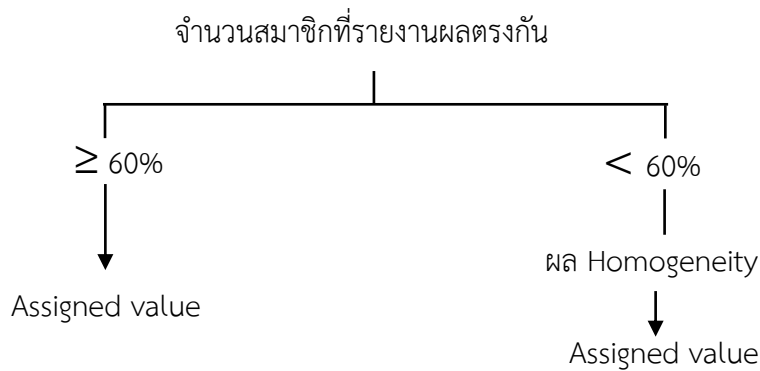 จำนวนสมาชิกที่รายงานผลตรงกัน
≥ 60%
< 60%
ผล Homogeneity
Assigned value
Assigned value